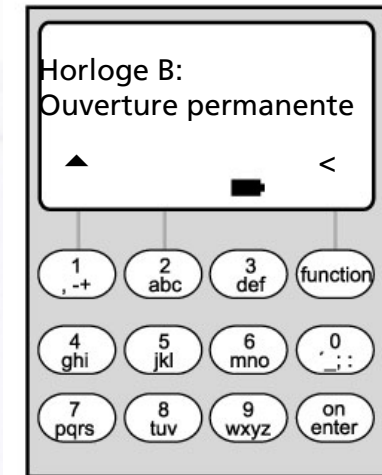 Horloge B:
Ouverture permanente
<
1 2 3 function
, -+ abc def
4 5 6 0
ghi jkl mno ´_; :
7 8 9 on
pqrs tuv wxyz enter